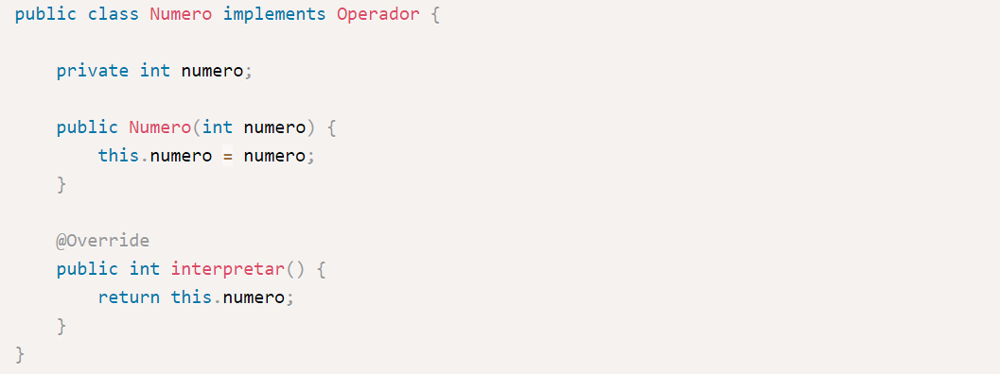 public class Numero implements Operador {
    private int numero;
    public Numero(int numero) {
        this.numero = numero;
    }
    @Override
    public int interpretar() {
        return this.numero;
    }
}